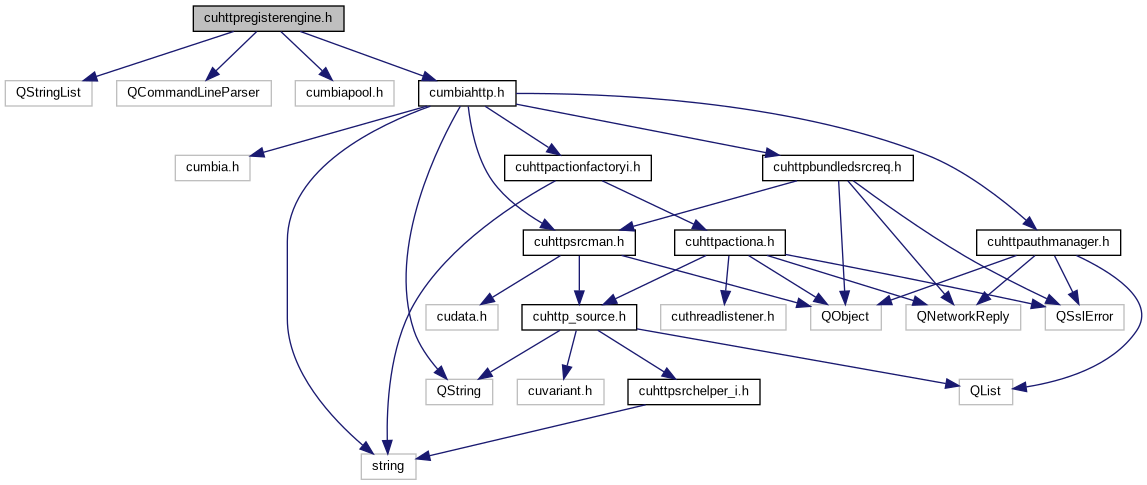 cuhttpregisterengine.h
QStringList
QCommandLineParser
cumbiapool.h
cumbiahttp.h
cumbia.h
cuhttpactionfactoryi.h
cuhttpbundledsrcreq.h
cuhttpsrcman.h
cuhttpactiona.h
cuhttpauthmanager.h
cudata.h
cuhttp_source.h
cuthreadlistener.h
QObject
QNetworkReply
QSslError
QString
cuvariant.h
cuhttpsrchelper_i.h
QList
string